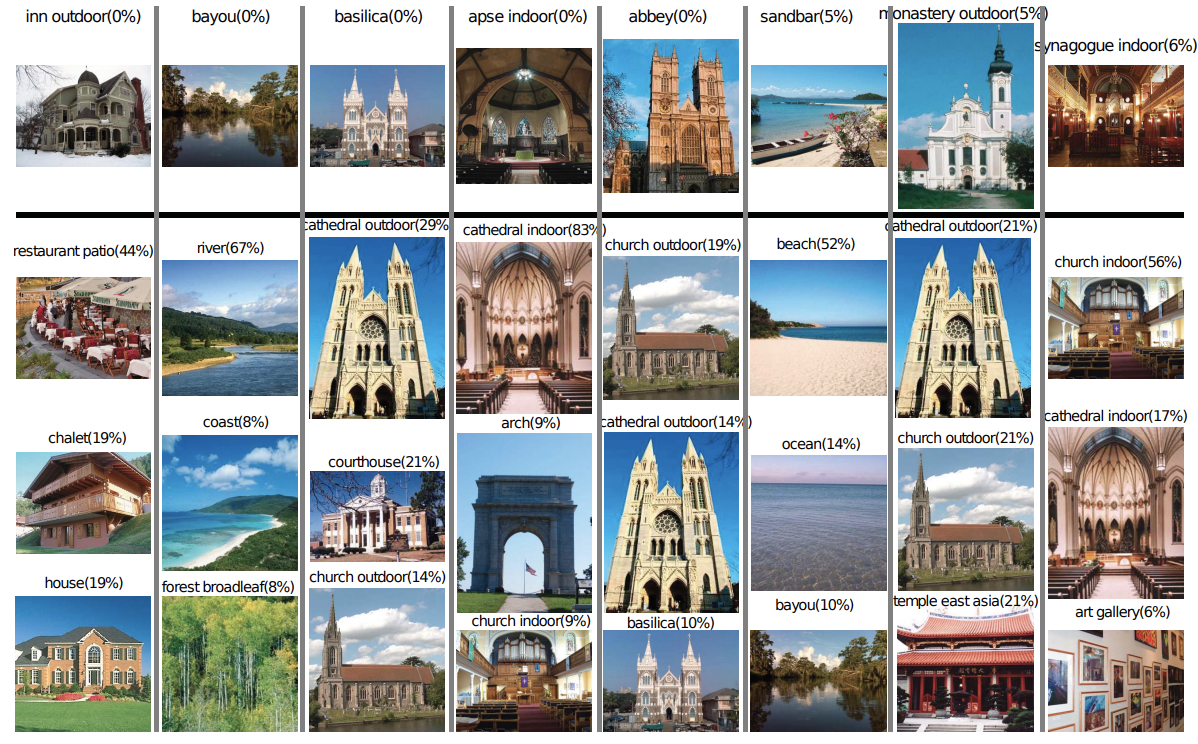 inn outdoor(0%)
bayou(0%)
basilica(0%)
apse indoor(0%)
abbey(0%)
sandbar(5%)
monastery outdoor(5%)
synagogue indoor(6%)
restaurant patio(44%)
river(67%)
cathedral outdoor(29%)
cathedral indoor(83%)
church outdoor(19%)
beach(52%)
cathedral outdoor(21%)
church indoor(56%)
chalet(19%)
coast(8%)
courthouse(21%)
arch(9%)
cathedral outdoor(14%)
ocean(14%)
church outdoor(21%)
cathedral indoor(17%)
house(19%)
forest broadleaf(8%)
church outdoor(14%)
church indoor(9%)
basilica(10%)
bayou(10%)
temple east asia(21%)
art gallery(6%)